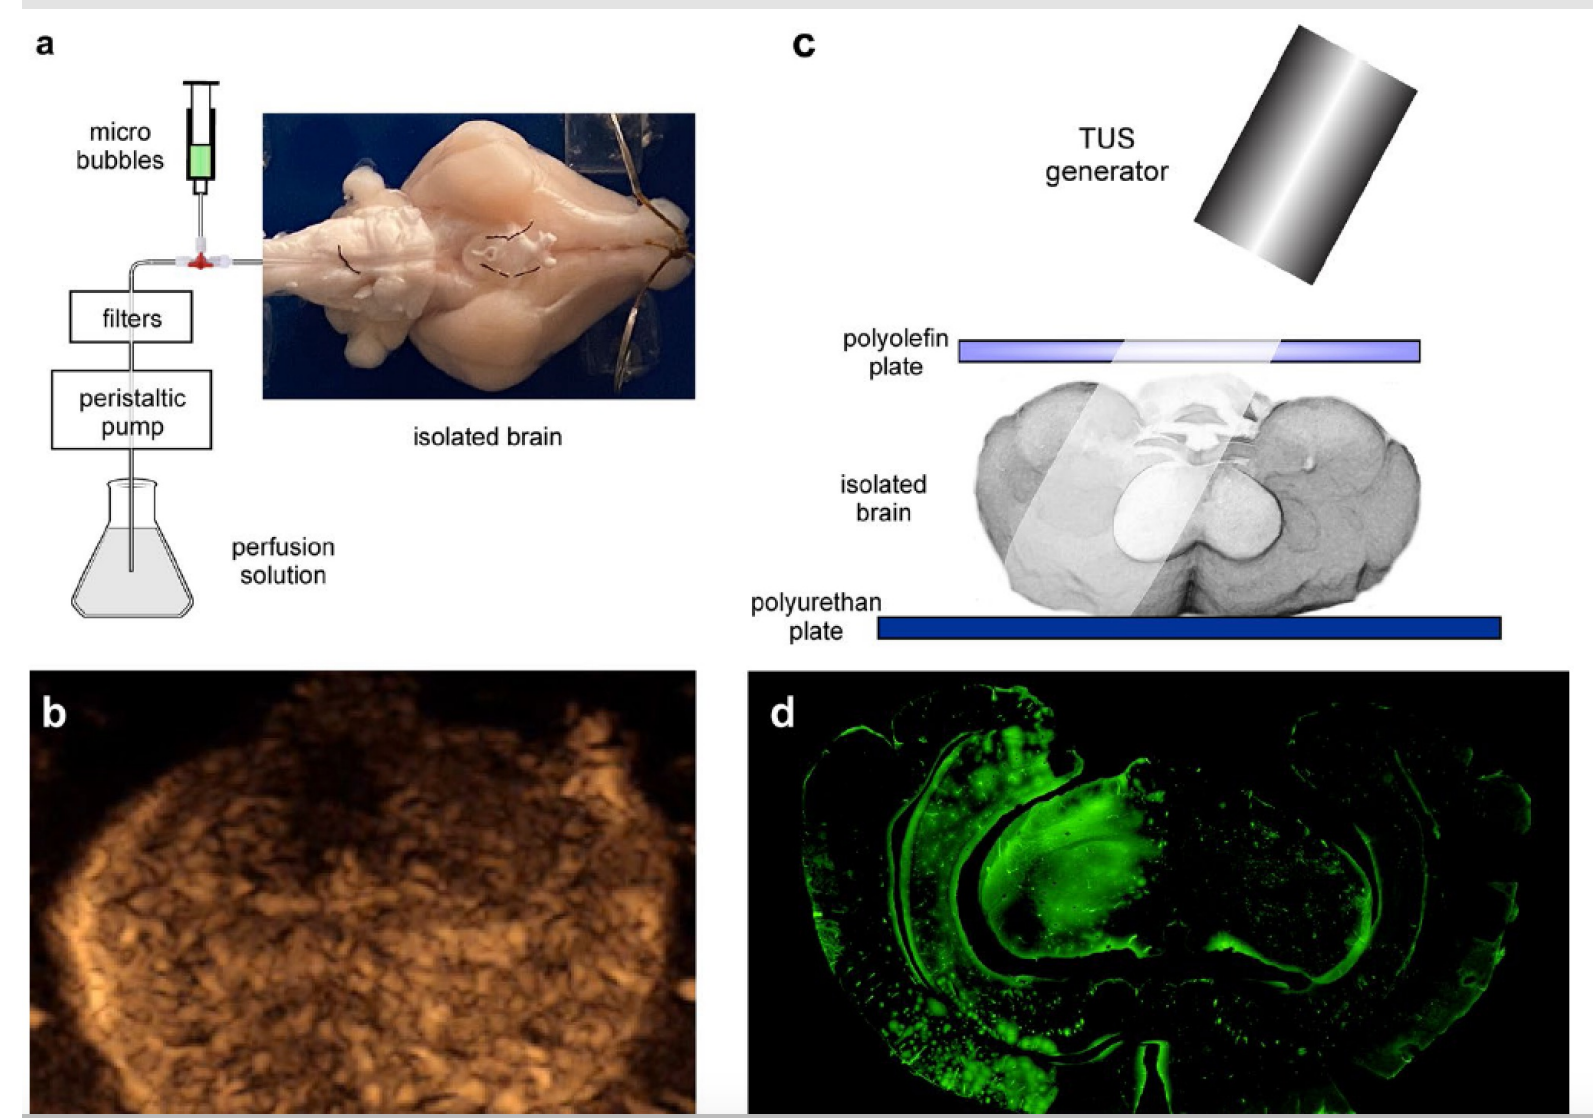 a
micro
bubbles
filters
peristaltic
pump
perfusion
solution
isolated brain
c
TUS
generator
polyolefin
plate
isolated
brain
polyurethan
plate
b
d